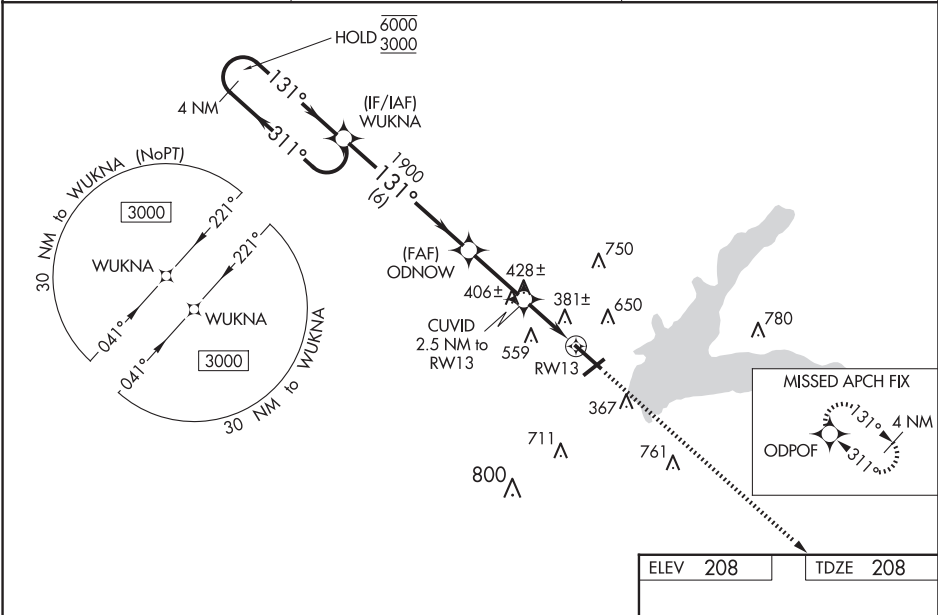 HOLD 6000
3000
131°
4 NM
311°
(IF/IAF)
WUKNA
1900
131°
(6)
30 NM to WUKNA (NoPT)
3000
221°
WUKNA
041°
221°
WUKNA
041°
3000
30 NM to WUKNA
(FAF)
ODNOW
428±
406±
750
381±
650
780
CUVID
2.5 NM to
RW13
559
RW13
367
711
761
800
MISSED APCH FIX
131°
4 NM
ODPOF
311°
ELEV 208
TDZE 208